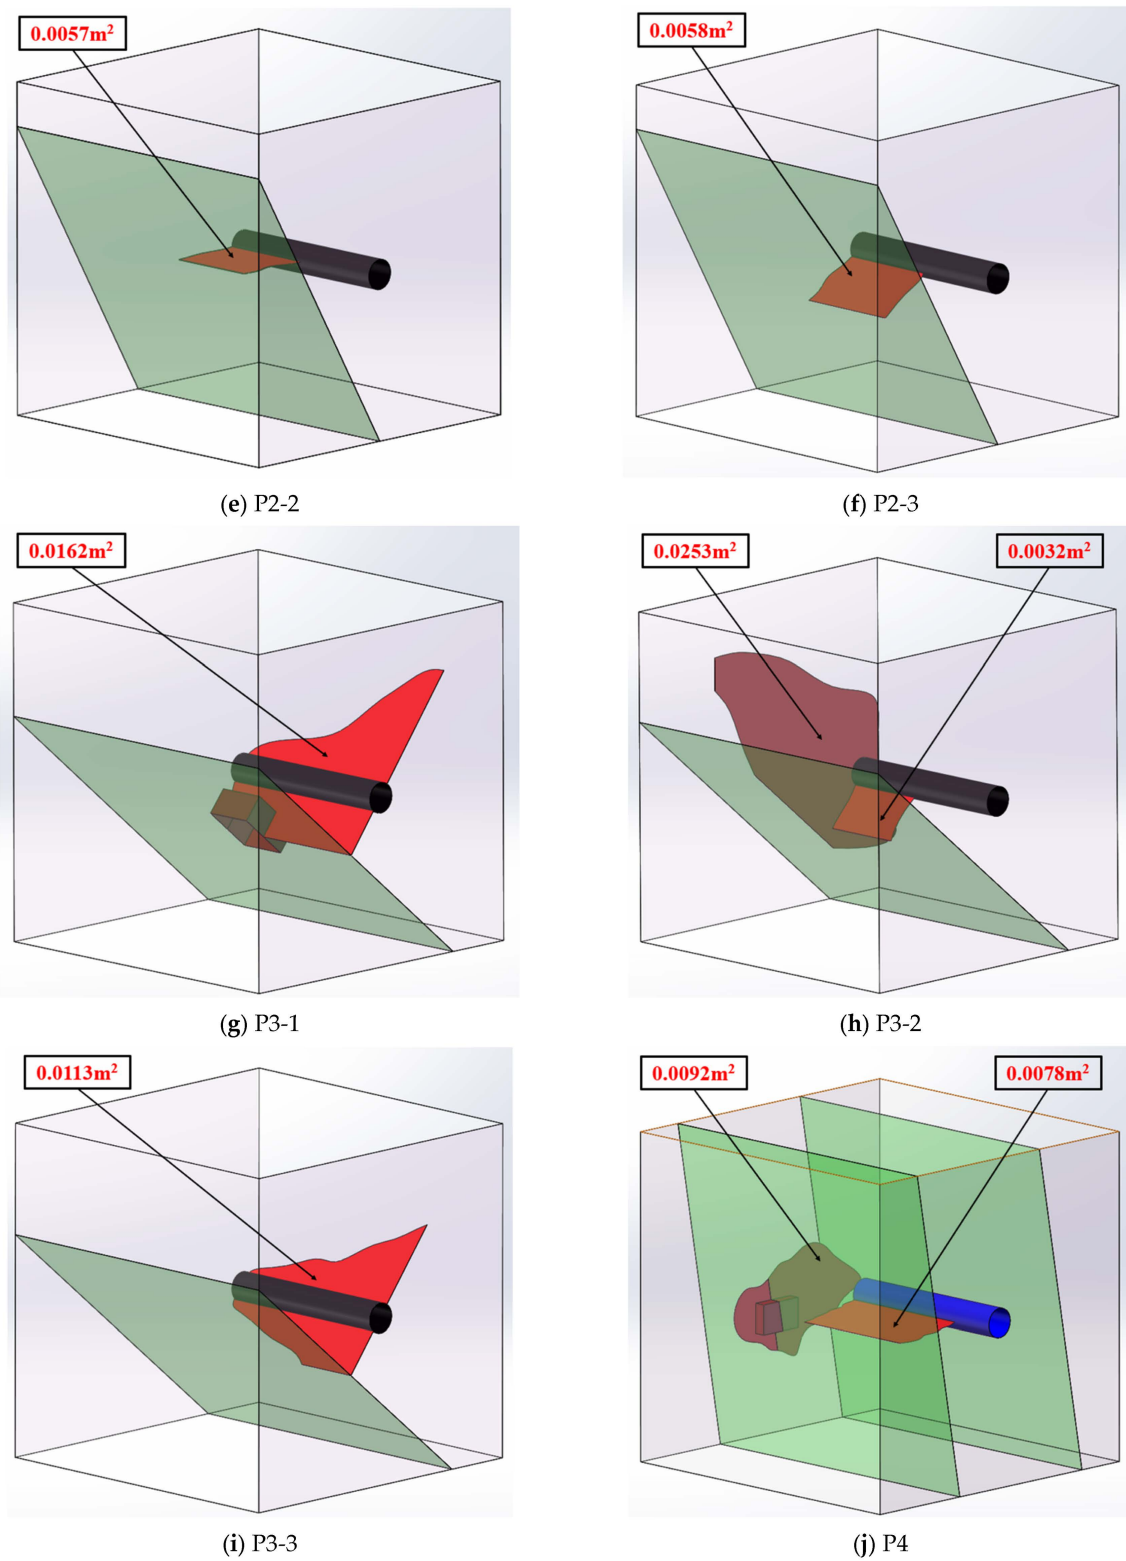 0.0057m²
0.0058m²
(e) P2-2
(f) P2-3
0.0162m²
0.0253m²
0.0032m²
(g) P3-1
(h) P3-2
0.0113m²
0.0092m²
0.0078m²
(i) P3-3
(j) P4